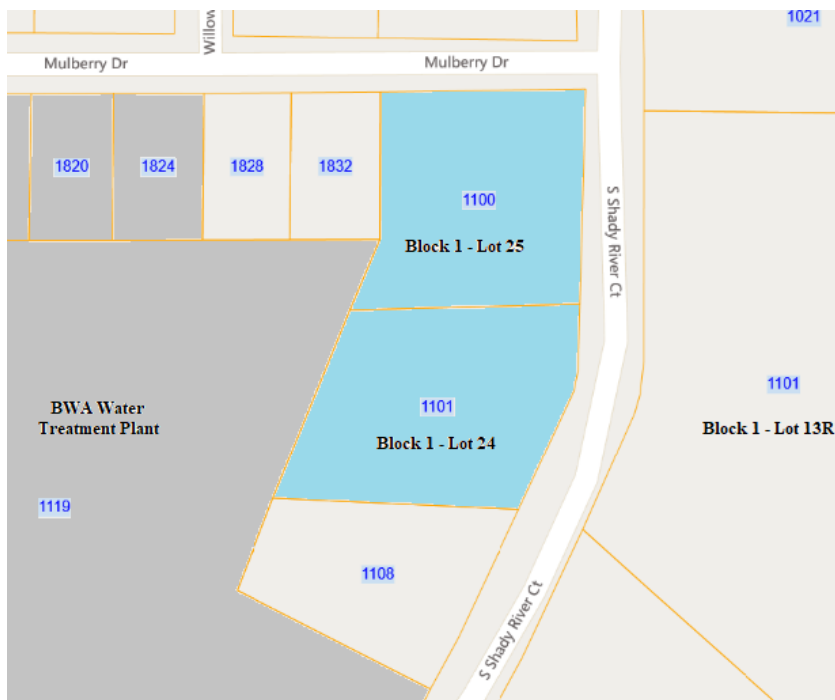 1021
Willow
Mulberry Dr
Mulberry Dr
1820
1824
1828
1832
1100
S Shady River Ct
Block 1 - Lot 25
1101
1101
BWA Water
Treatment Plant
Block 1 - Lot 24
Block 1 - Lot 13R
1119
1108
S Shady River Ct